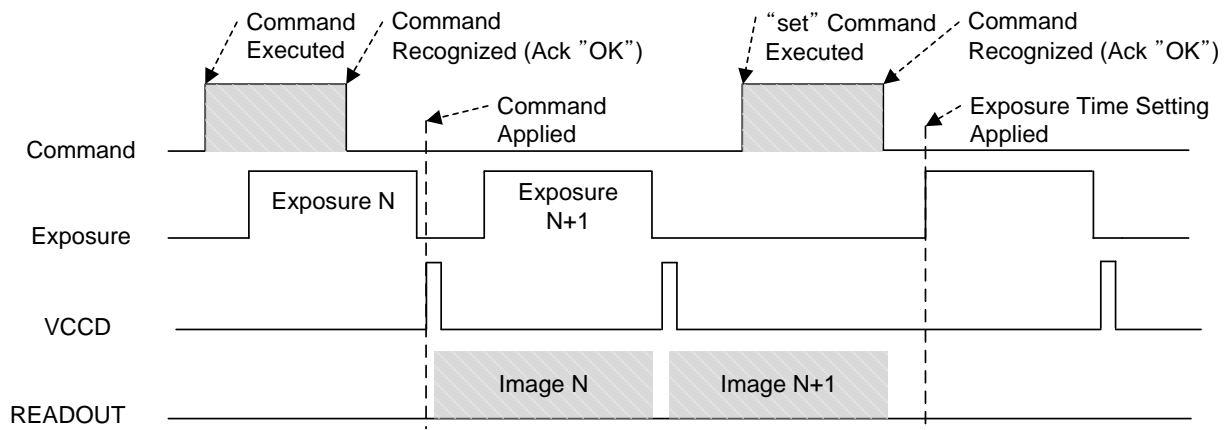 Command
Executed
Command
Recognized (Ack ”OK”)
“set” Command
Executed
Command
Recognized (Ack ”OK”)
Command
Applied
Exposure Time Setting
Applied
Command
Exposure N
Exposure
N+1
Exposure
VCCD
Image N
Image N+1
READOUT